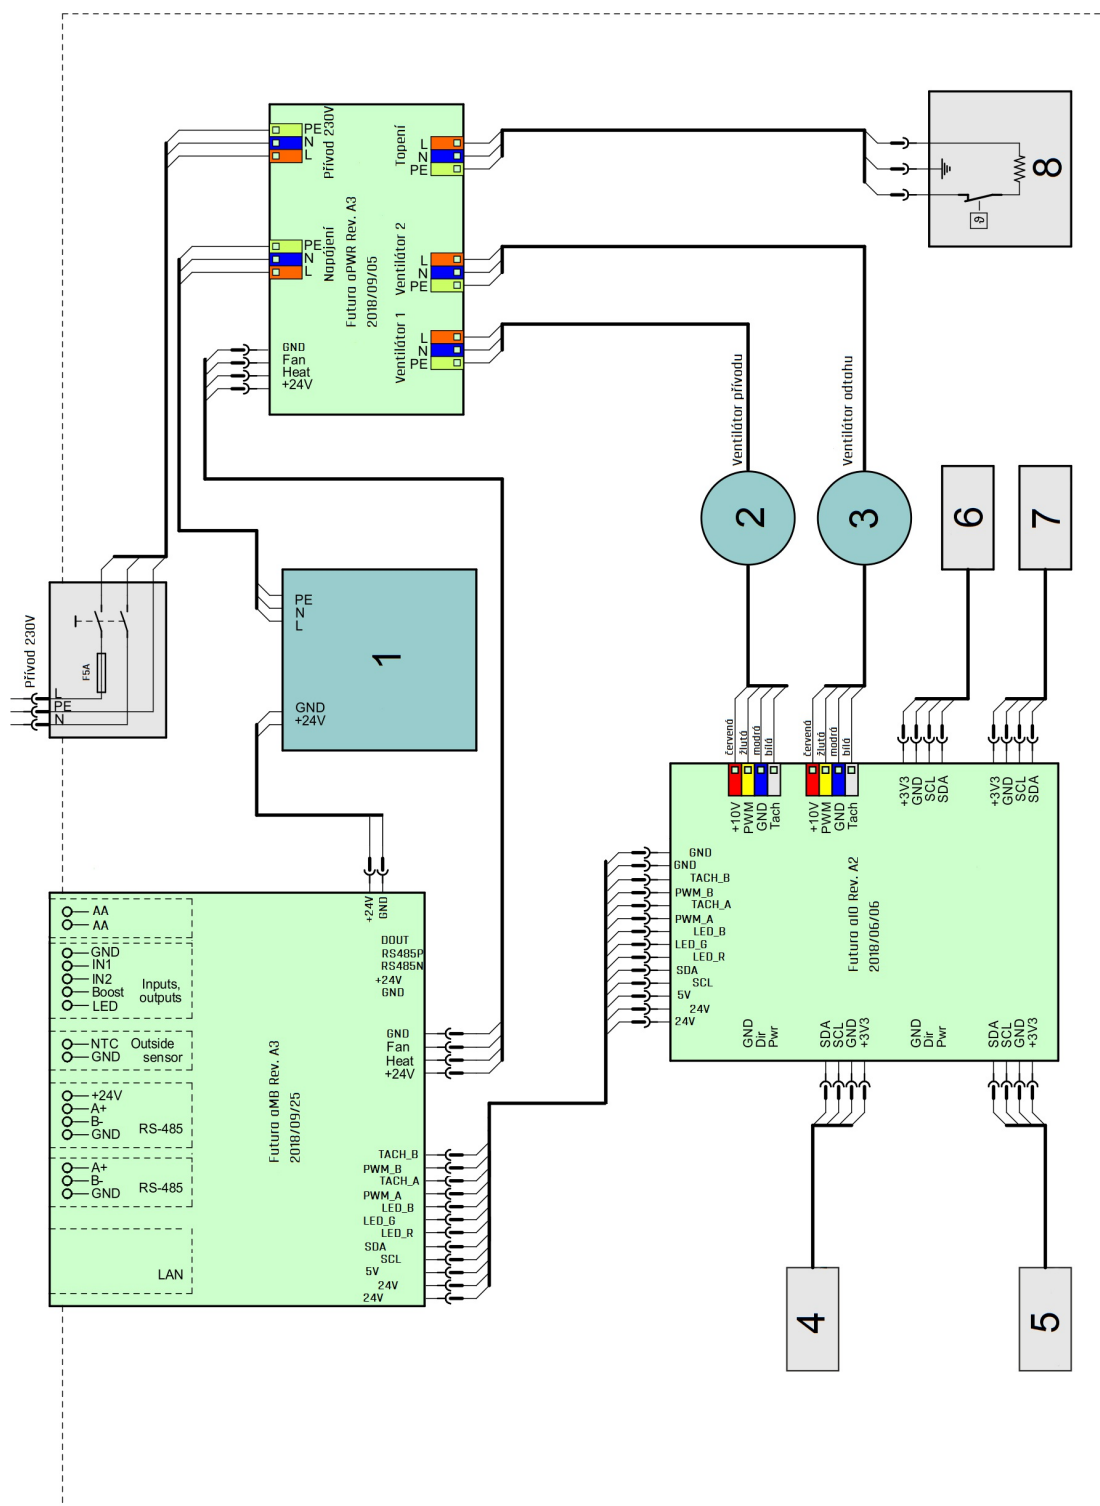 PE
N
L
Přívod 230V
L
N
PE
Topení
PE
N
L
Napájení
L
N
PE
Ventilátor 2
L
N
PE
Ventilátor 1
Futura aPWR Rev. A3
2018/09/05
GND
Fan
Heat
+24V
8
ϑ
Ventilátor přívodu
Ventilátor odtahu
2
3
6
7
Přívod 230V
L
PE
N
F5A
PE
N
L
1
GND
+24V
červená
žlutá
modrá
bílá
červená
žlutá
modrá
bílá
+10V
PWM
GND
Tach
+10V
PWM
GND
Tach
+3V3
GND
SCL
SDA
+3V3
GND
SCL
SDA
GND
GND
TACH_B
PWM_B
TACH_A
PWM_A
LED_B
LED_G
LED_R
SDA
SCL
5V
24V
24V
Futura aIO Rev. A2
2018/06/06
GND
Dir
Pwr
SDA
SCL
GND
+3V3
GND
Dir
Pwr
SDA
SCL
GND
+3V3
+24V
GND
AA
AA
GND
IN1
IN2
Boost
LED
Inputs,
outputs
NTC
GND
Outside
sensor
+24V
A+
B-
GND
RS-485
A+
B-
GND
RS-485
LAN
Futura aMB Rev. A3
2018/09/25
DOUT
RS485P
RS485N
+24V
GND
GND
Fan
Heat
+24V
TACH_B
PWM_B
TACH_A
PWM_A
LED_B
LED_G
LED_R
SDA
SCL
5V
24V
24V
4
5